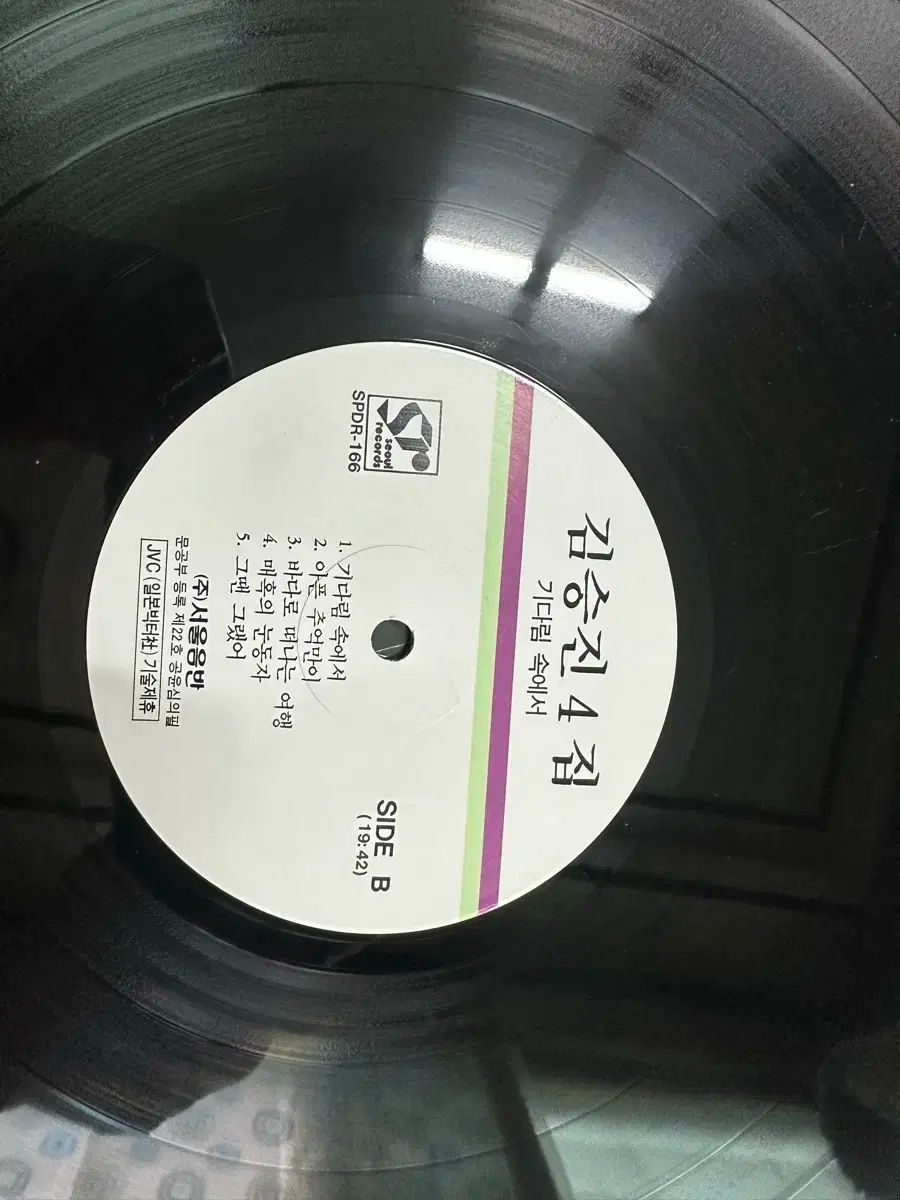 김승진 4 집
기다림 속에서
seoul
records
SPDR-166
SIDE B
(19:42)
1. 기다림 속에서
2. 아픈 추억만이
3. 바다로 떠나는 여행
4. 매혹의 눈동자
5. 그땐 그랬어
(주)서울음반
문공부 등록 제22호 공윤심의필
JVC(일본빅타社)기술제휴